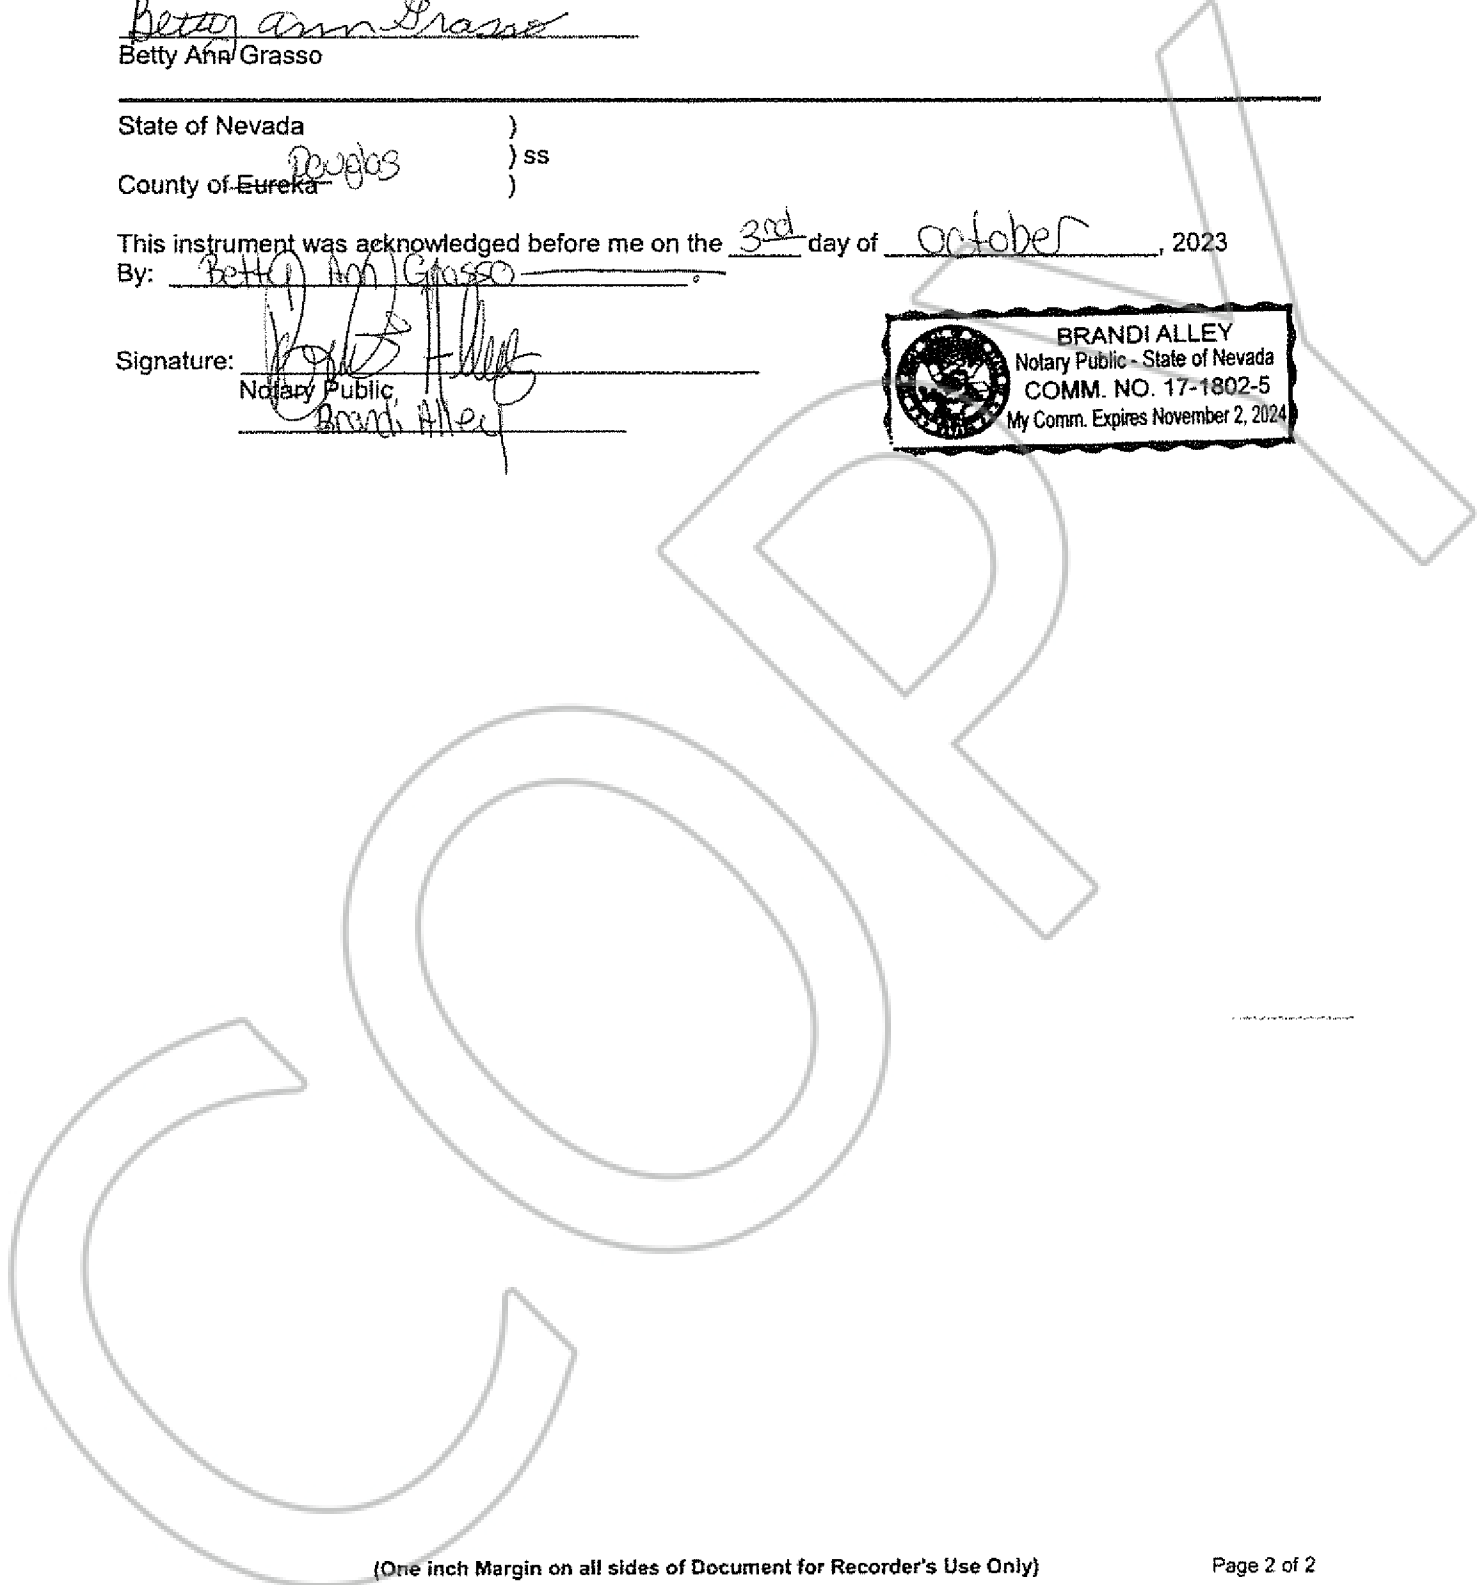 Betty Ann Grasso
Betty Ann Grasso
State of Nevada )
Douglas ) ss
County of Eureka )
This instrument was acknowledged before me on the 3rd day of October, 2023
By: Betty Ann Grasso
Signature: Brandi Alley
Notary Public,
Brandi Alley
BRANDI ALLEY
Notary Public - State of Nevada
COMM. NO. 17-1802-5
My Comm. Expires November 2, 2024
COPY
(One inch Margin on all sides of Document for Recorder's Use Only) Page 2 of 2